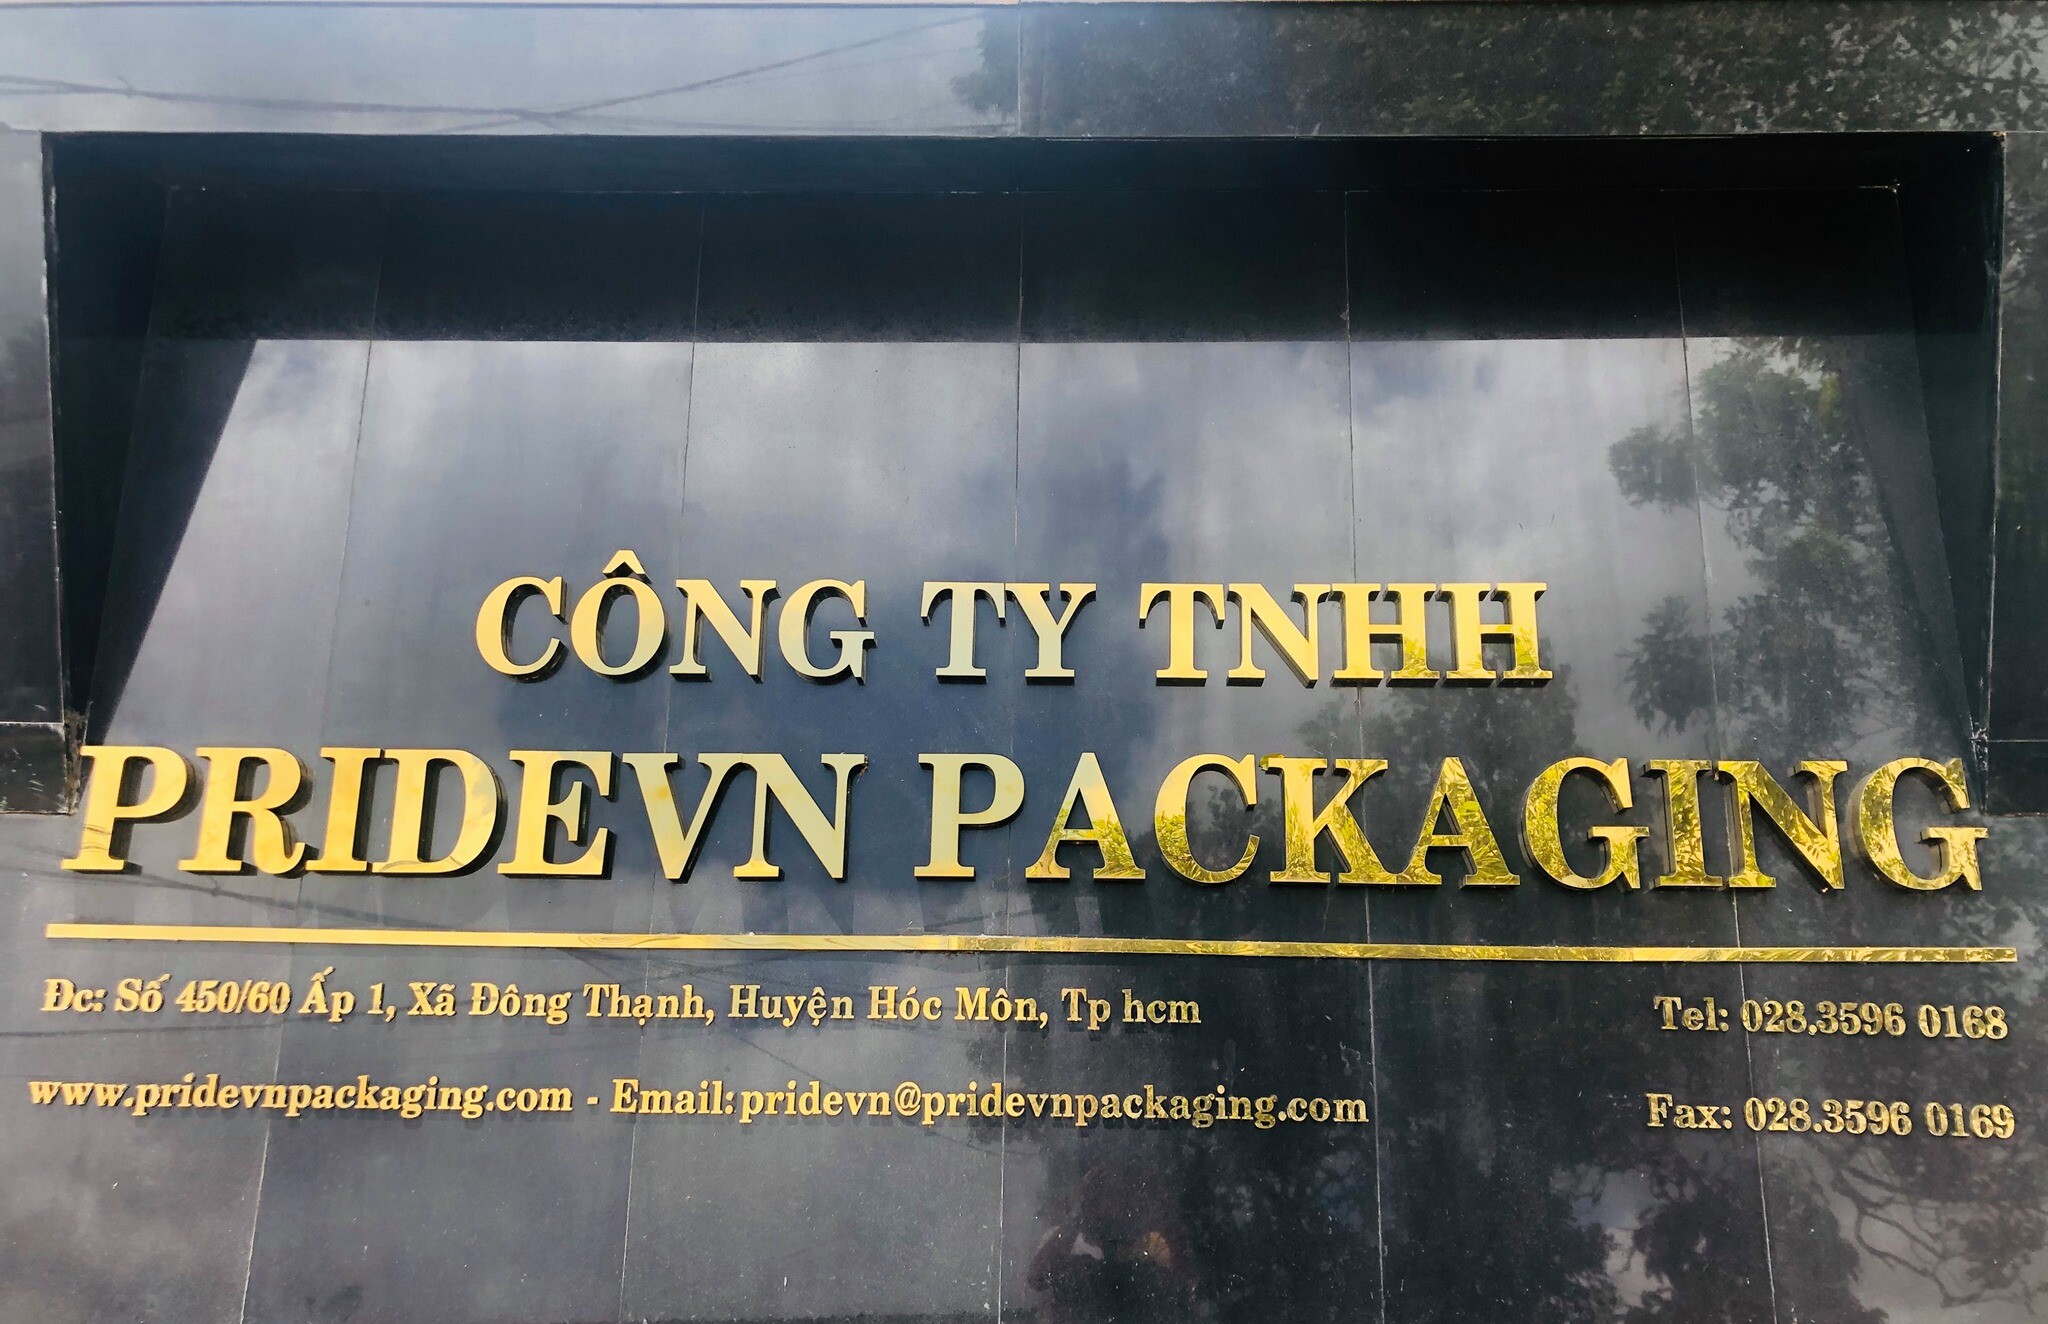 CÔNG TY TNHH
PRIDEVN PACKAGING
Đc: Số 450/60 Ấp 1, Xã Đông Thạnh, Huyện Hóc Môn, Tp hcm
Tel: 028.3596 0168
www.pridevnpackaging.com - Email: pridevn@pridevnpackaging.com
Fax: 028.3596 0169